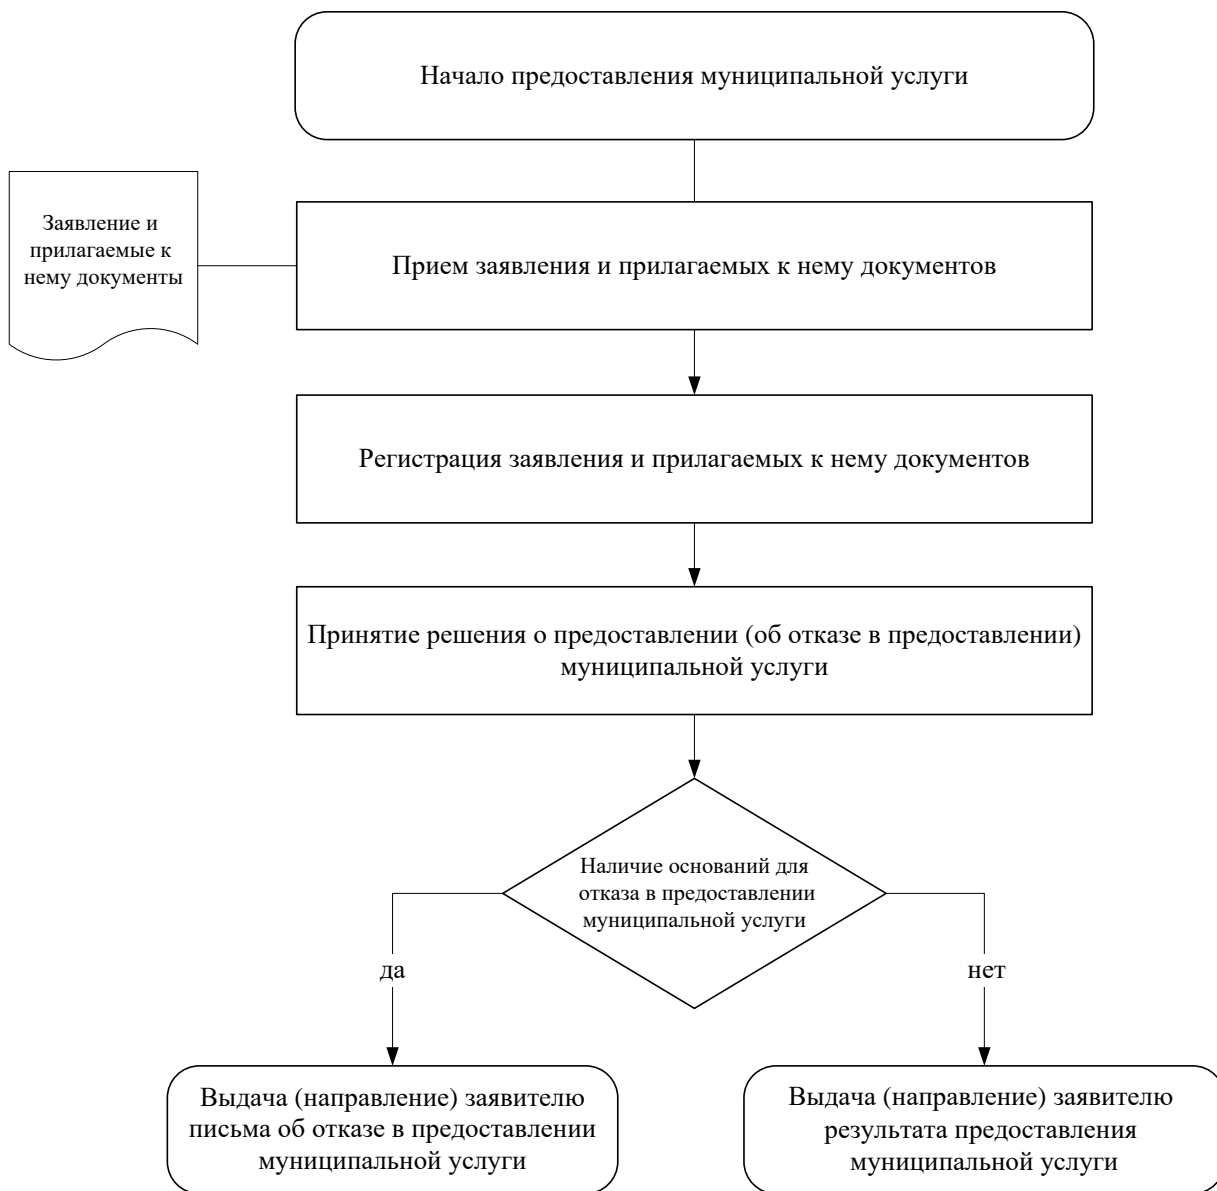 Начало предоставления муниципальной услуги
Заявление и
прилагаемые к
нему документы
Прием заявления и прилагаемых к нему документов
Регистрация заявления и прилагаемых к нему документов
Принятие решения о предоставлении (об отказе в предоставлении)
муниципальной услуги
Наличие оснований для
отказа в предоставлении
муниципальной услуги
да
нет
Выдача (направление) заявителю
письма об отказе в предоставлении
муниципальной услуги
Выдача (направление) заявителю
результата предоставления
муниципальной услуги